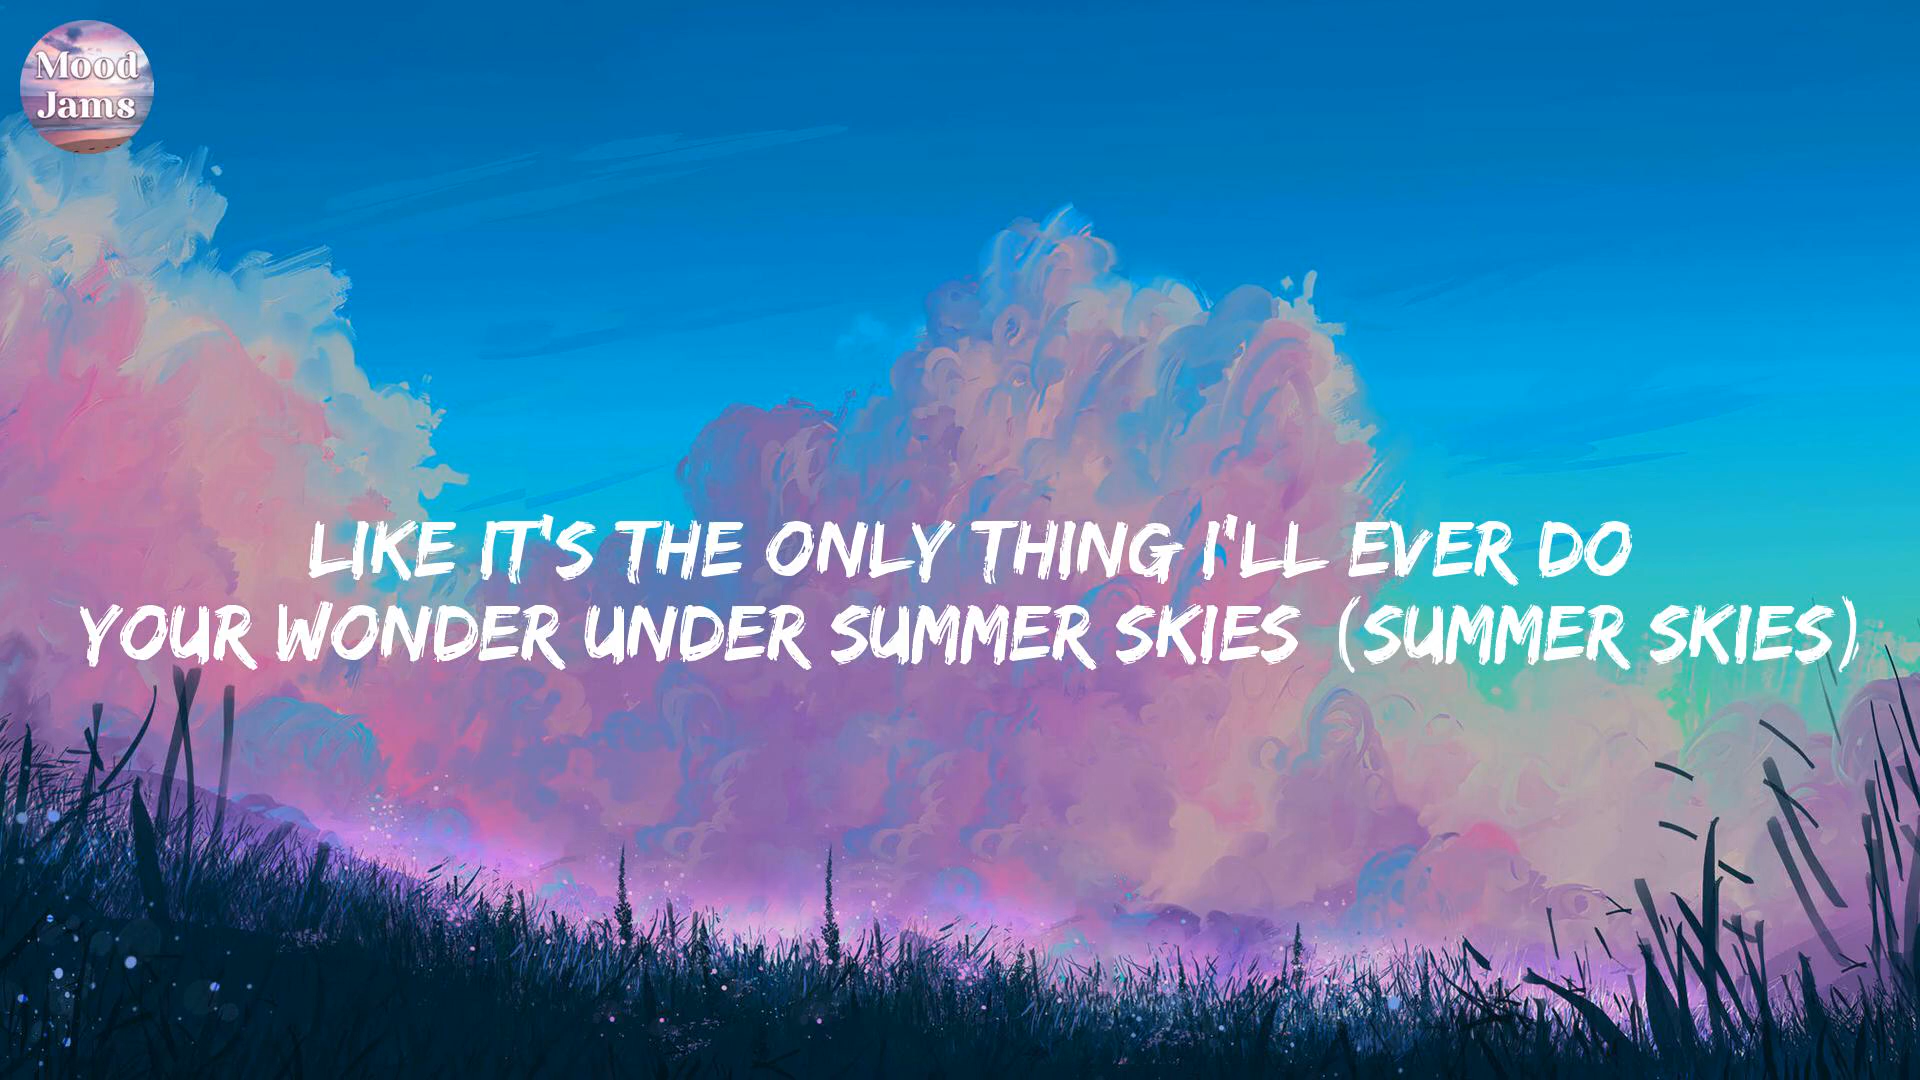 Mood
Jams
LIKE IT'S THE ONLY THING I'LL EVER DO
YOUR WONDER UNDER SUMMER SKIES (SUMMER SKIES)